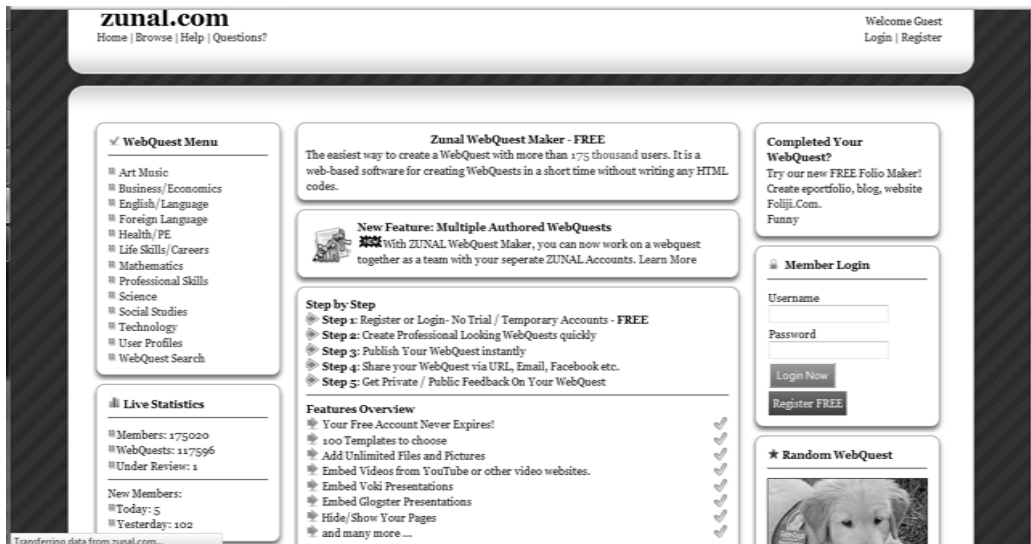 zunal.com
Home | Browse | Help | Questions?
Welcome Guest
Login | Register
WebQuest Menu
Art Music
Business/Economics
English/Language
Foreign Language
Health/PE
Life Skills/Careers
Mathematics
Professional Skills
Science
Social Studies
Technology
User Profiles
WebQuest Search
Live Statistics
Members: 175020
WebQuests: 117596
Under Review: 1
New Members:
Today: 5
Yesterday: 102
Zunal WebQuest Maker - FREE
The easiest way to create a WebQuest with more than 175 thousand users. It is a
web-based software for creating WebQuests in a short time without writing any HTML
codes.
New Feature: Multiple Authored WebQuests
NEW With ZUNAL WebQuest Maker, you can now work on a webquest
together as a team with your seperate ZUNAL Accounts. Learn More
Step by Step
Step 1: Register or Login- No Trial / Temporary Accounts - FREE
Step 2: Create Professional Looking WebQuests quickly
Step 3: Publish Your WebQuest instantly
Step 4: Share your WebQuest via URL, Email, Facebook etc.
Step 5: Get Private / Public Feedback On Your WebQuest
Features Overview
Your Free Account Never Expires!
100 Templates to choose
Add Unlimited Files and Pictures
Embed Videos from YouTube or other video websites.
Embed Voki Presentations
Embed Glogster Presentations
Hide/Show Your Pages
and many more ....
Completed Your
WebQuest?
Try our new FREE Folio Maker!
Create eportfolio, blog, website
Foliji.Com.
Funny
Member Login
Username
Password
Login Now
Register FREE
Random WebQuest
Transferring data from zunal.com...